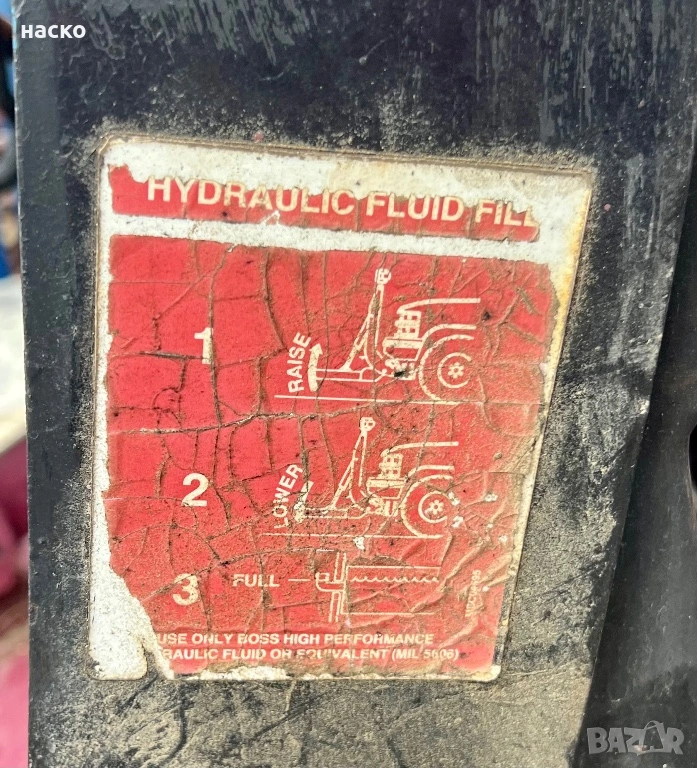 наско
HYDRAULIC FLUID FILL
1
RAISE
2
LOWER
3
FULL
USE ONLY BOSS HIGH PERFORMANCE
RAULIC FLUID OR EQUIVALENT (MIL 5606)
BAZAR